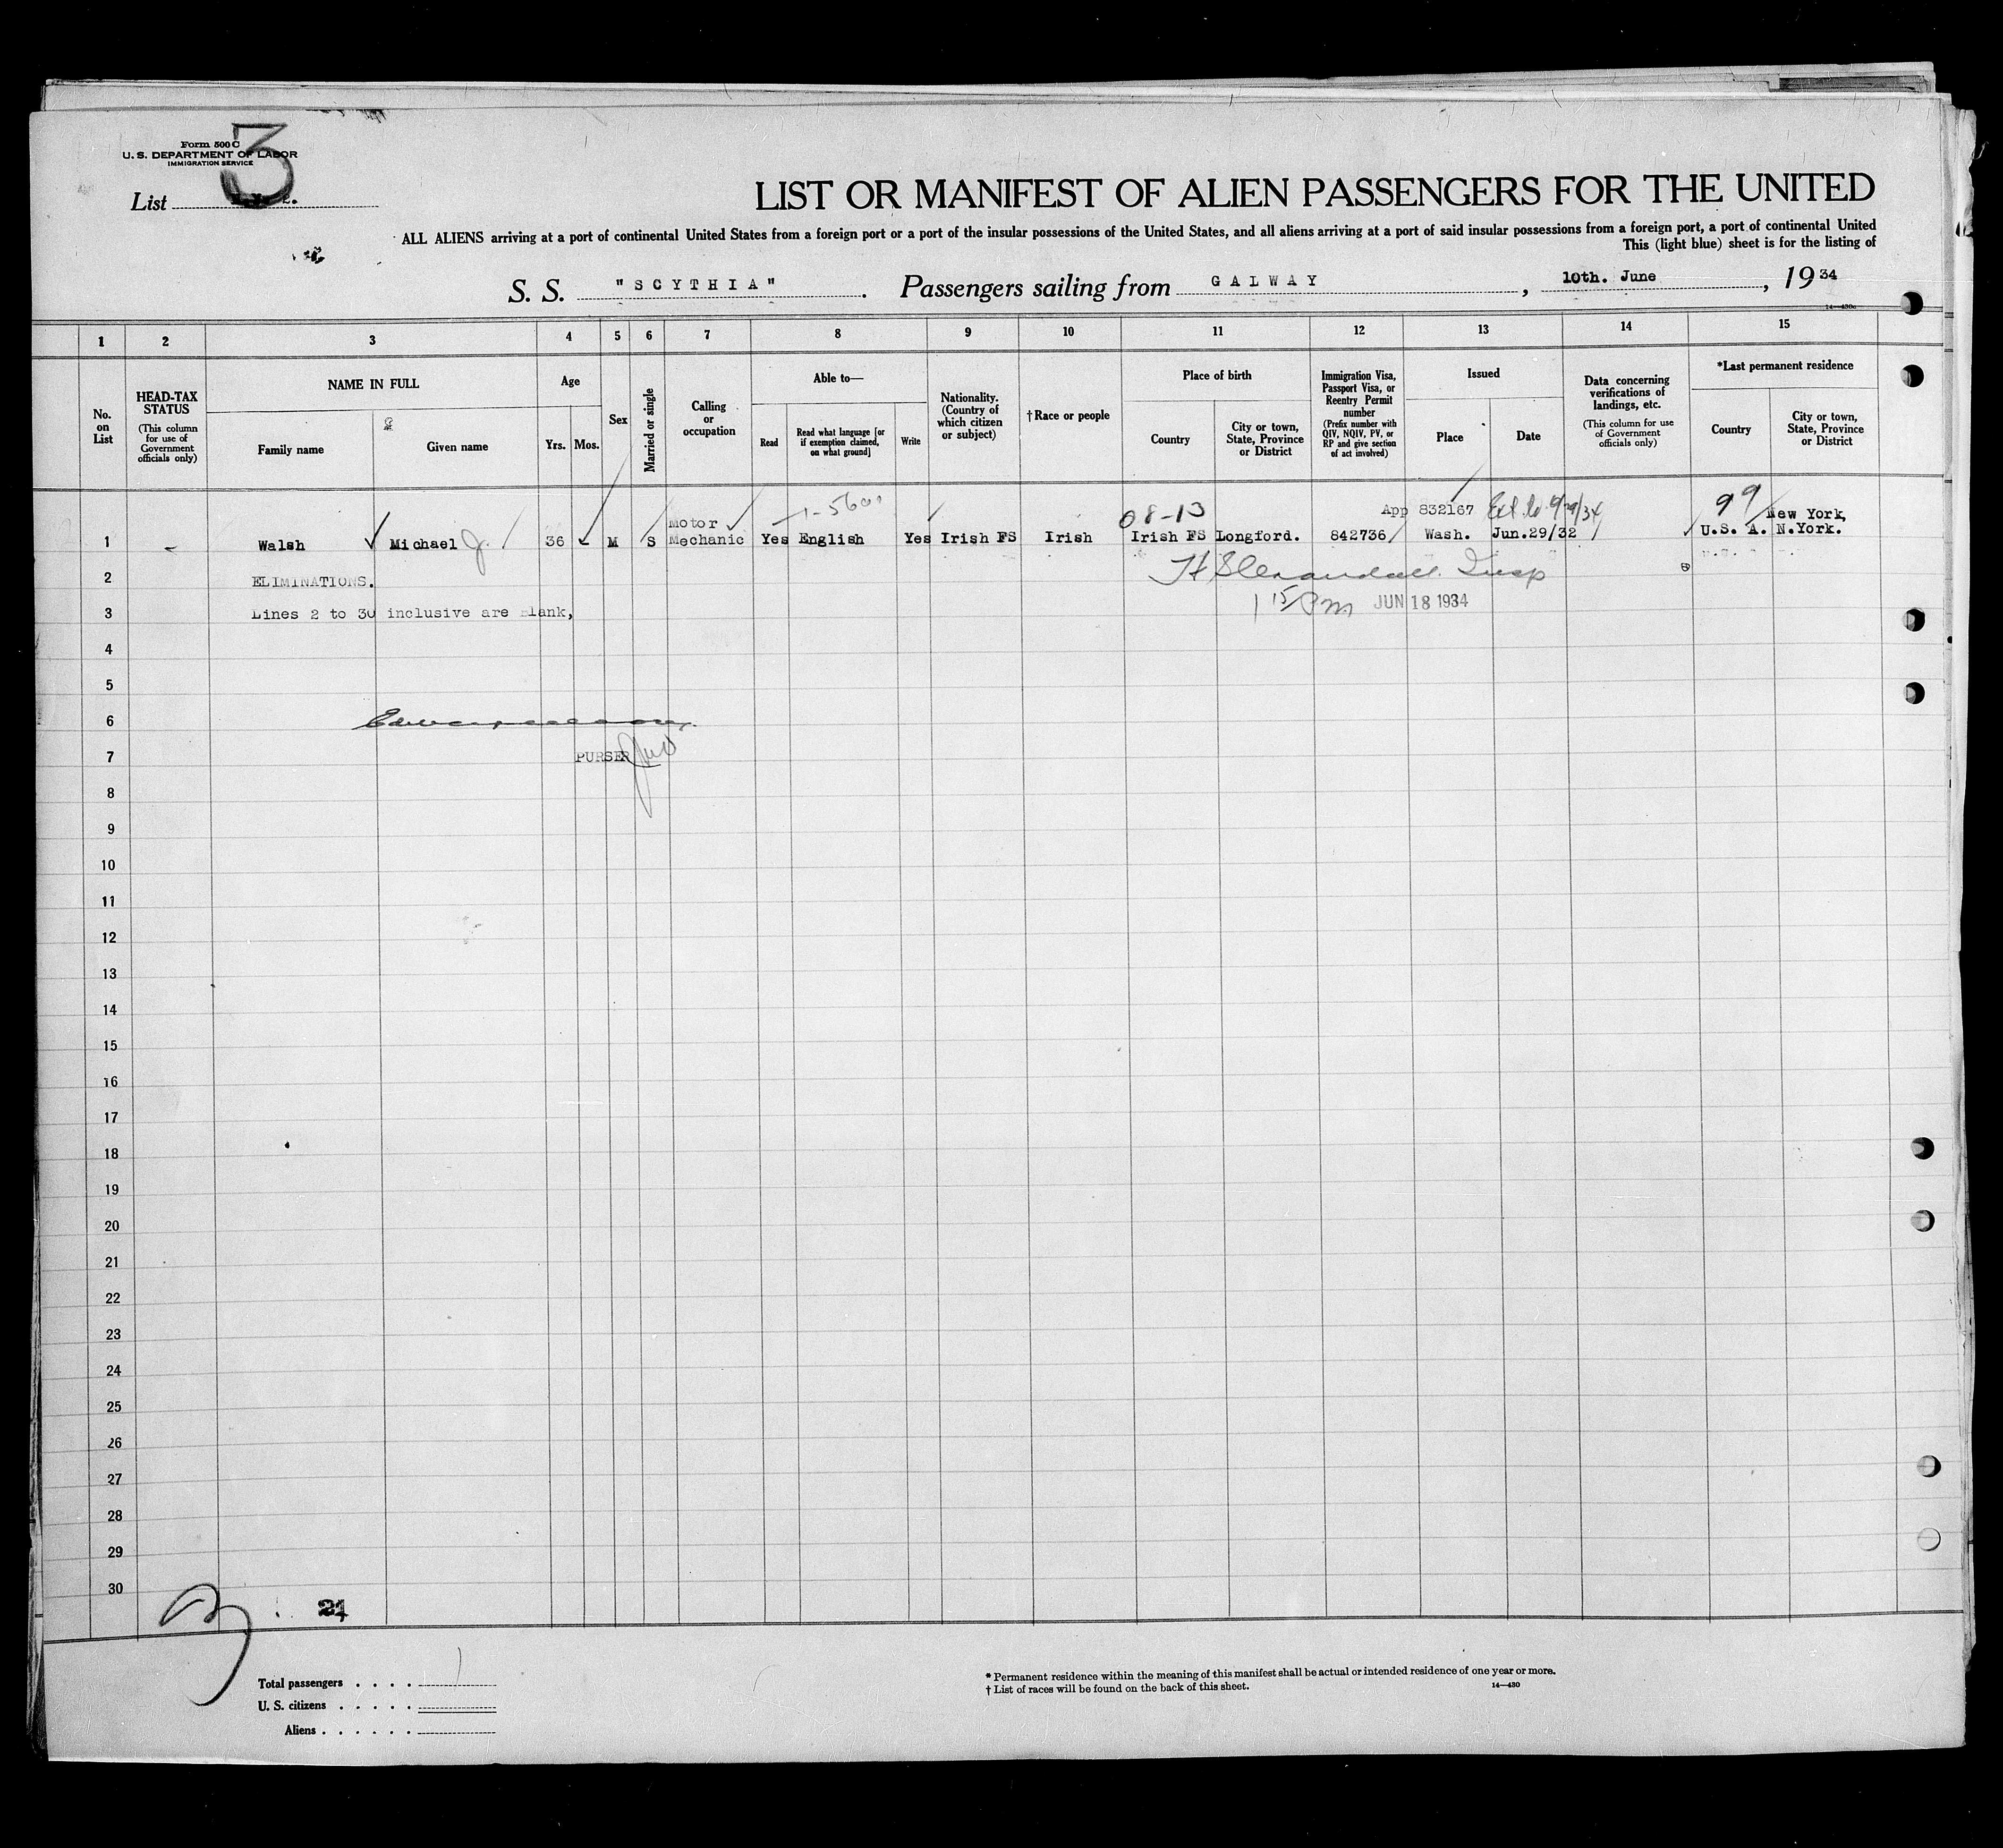 Form 500 C
U. S. DEPARTMENT OF LABOR
IMMIGRATION SERVICE
3
List
LIST OR MANIFEST OF ALIEN PASSENGERS FOR THE UNITED
ALL ALIENS arriving at a port of continental United States from a foreign port or a port of the insular possessions of the United States, and all aliens arriving at a port of said insular possessions from a foreign port, a port of continental United
This (light blue) sheet is for the listing of
S. S. "SCYTHIA". Passengers sailing from GALWAY, 10th. June, 1934
14—430c
1 2 3 4 5 6 7 8 9 10 11 12 13 14 15
No. on List
HEAD-TAX STATUS
(This column for use of Government officials only)
NAME IN FULL
Family name
Given name
Age
Yrs. Mos.
Sex
Married or single
Calling or occupation
Able to—
Read
Read what language [or if exemption claimed, on what ground]
Write
Nationality. (Country of which citizen or subject)
† Race or people
Place of birth
Country
City or town, State, Province or District
Immigration Visa, Passport Visa, or Reentry Permit number
(Prefix number with QIV, NQIV, PV, or RP and give section of act involved)
Issued
Place
Date
Data concerning verifications of landings, etc.
(This column for use of Government officials only)
*Last permanent residence
Country
City or town, State, Province or District
1-5600
08-13
App 832167
99
1 Walsh Michael J. 36 M S Motor Mechanic Yes English Yes Irish FS Irish Irish FS Longford. 842736 Wash. Jun.29/32 U.S. A. New York, N.York.
2 ELIMINATIONS.
Insp
3 Lines 2 to 30 inclusive are blank,
1 15 PM JUN 18 1934
4
5
6
7 PURSER
8
9
10
11
12
13
14
15
16
17
18
19
20
21
22
23
24
25
26
27
28
29
30
21
Total passengers . . . . 1
U. S. citizens . . . . .
Aliens . . . . . .
* Permanent residence within the meaning of this manifest shall be actual or intended residence of one year or more.
† List of races will be found on the back of this sheet.
14—430